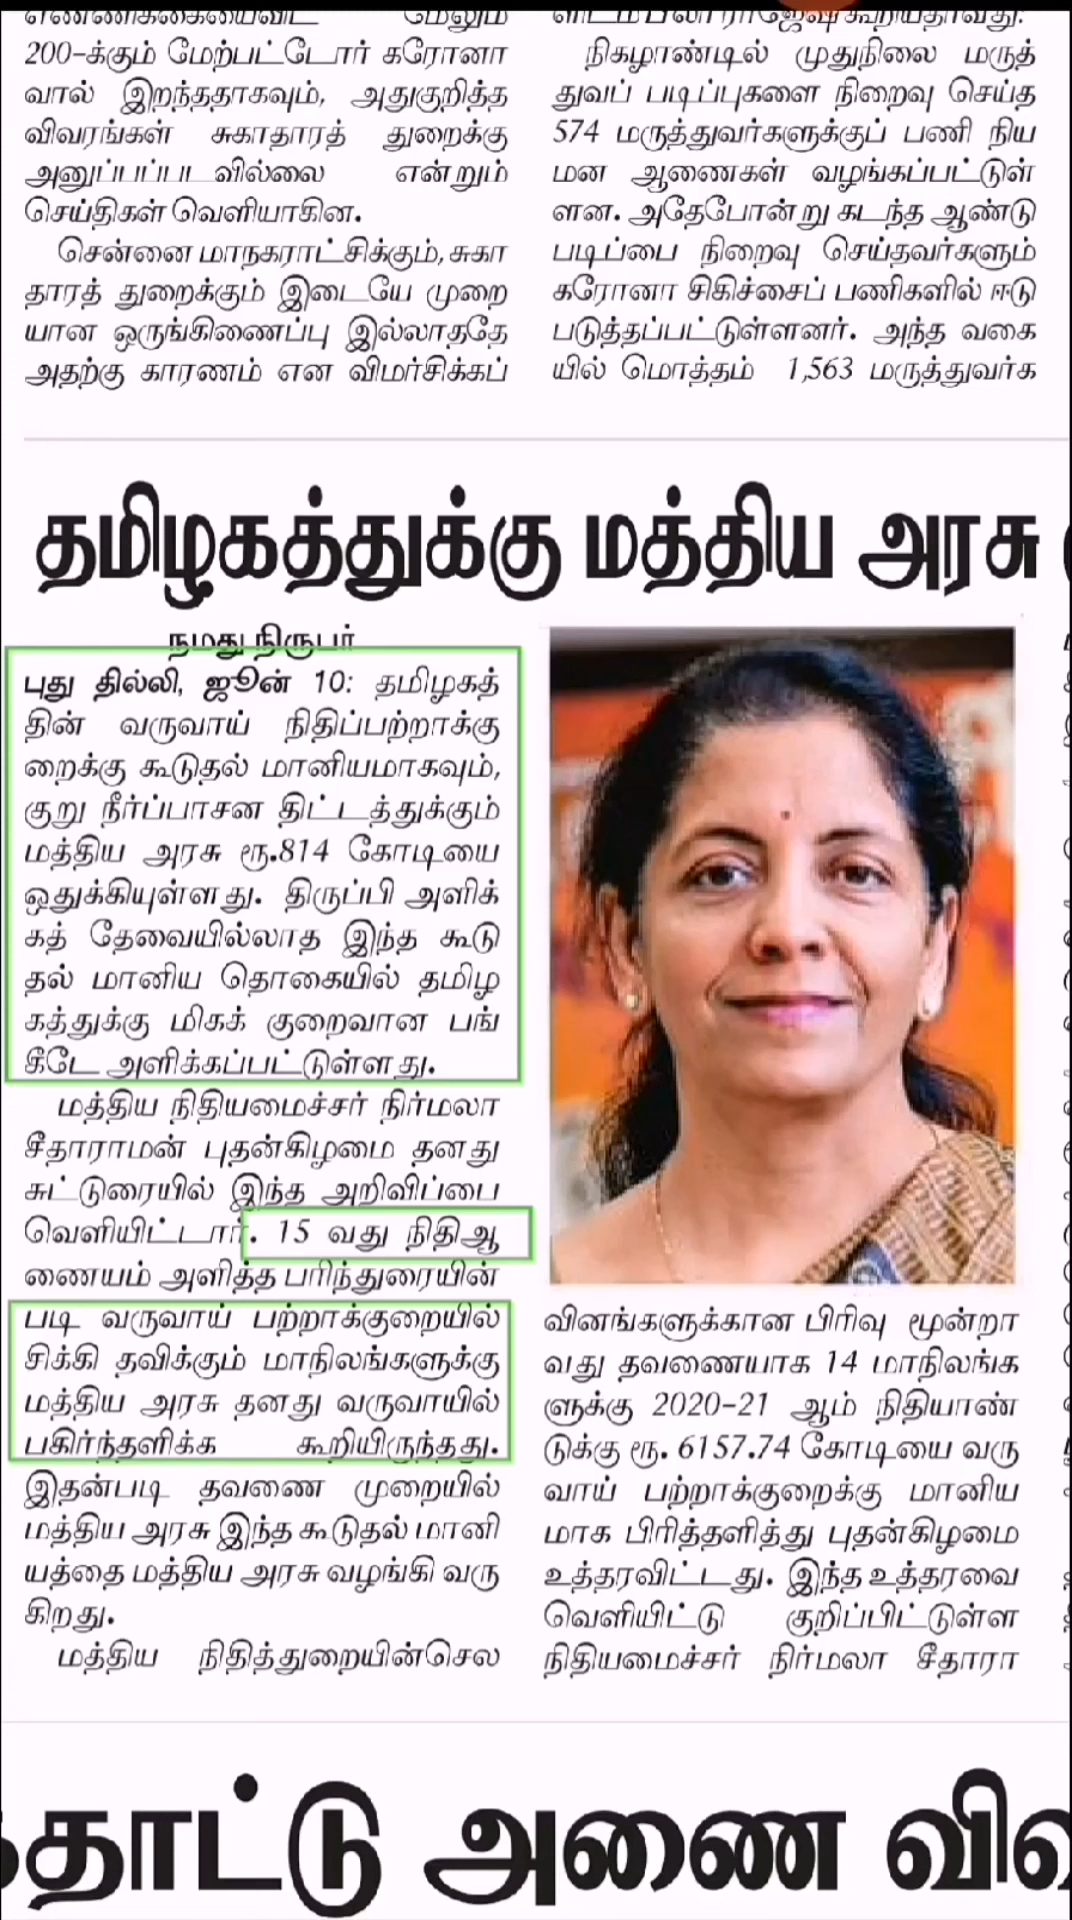 எண்ணிக்கையைவிட மேலும்
200-க்கும் மேற்பட்டோர் கரோனா
வால் இறந்ததாகவும், அதுகுறித்த
விவரங்கள் சுகாதாரத் துறைக்கு
அனுப்பப்படவில்லை என்றும்
செய்திகள் வெளியாகின.
சென்னை மாநகராட்சிக்கும், சுகா
தாரத் துறைக்கும் இடையே முறை
யான ஒருங்கிணைப்பு இல்லாததே
அதற்கு காரணம் என விமர்சிக்கப்
நிகழாண்டில் முதுநிலை மருத்
துவப் படிப்புகளை நிறைவு செய்த
574 மருத்துவர்களுக்குப் பணி நிய
மன ஆணைகள் வழங்கப்பட்டுள்
ளன. அதேபோன்று கடந்த ஆண்டு
படிப்பை நிறைவு செய்தவர்களும்
கரோனா சிகிச்சைப் பணிகளில் ஈடு
படுத்தப்பட்டுள்ளனர். அந்த வகை
யில் மொத்தம் 1,563 மருத்துவர்க
தமிழகத்துக்கு மத்திய அரசு
நமது நிருபர்
புது தில்லி, ஜூன் 10: தமிழகத்
தின் வருவாய் நிதிப்பற்றாக்கு
றைக்கு கூடுதல் மானியமாகவும்,
குறு நீர்ப்பாசன திட்டத்துக்கும்
மத்திய அரசு ரூ.814 கோடியை
ஒதுக்கியுள்ளது. திருப்பி அளிக்
கத் தேவையில்லாத இந்த கூடு
தல் மானிய தொகையில் தமிழ
கத்துக்கு மிகக் குறைவான பங்
கீடே அளிக்கப்பட்டுள்ளது.
மத்திய நிதியமைச்சர் நிர்மலா
சீதாராமன் புதன்கிழமை தனது
சுட்டுரையில் இந்த அறிவிப்பை
வெளியிட்டார். 15 வது நிதிஆ
ணையம் அளித்த பரிந்துரையின்
படி வருவாய் பற்றாக்குறையில்
சிக்கி தவிக்கும் மாநிலங்களுக்கு
மத்திய அரசு தனது வருவாயில்
பகிர்ந்தளிக்க கூறியிருந்தது.
இதன்படி தவணை முறையில்
மத்திய அரசு இந்த கூடுதல் மானி
யத்தை மத்திய அரசு வழங்கி வரு
கிறது.
மத்திய நிதித்துறையின்செல
வினங்களுக்கான பிரிவு மூன்றா
வது தவணையாக 14 மாநிலங்க
ளுக்கு 2020-21 ஆம் நிதியாண்
டுக்கு ரூ. 6157.74 கோடியை வரு
வாய் பற்றாக்குறைக்கு மானிய
மாக பிரித்தளித்து புதன்கிழமை
உத்தரவிட்டது. இந்த உத்தரவை
வெளியிட்டு குறிப்பிட்டுள்ள
நிதியமைச்சர் நிர்மலா சீதாரா
தோட்டு அணை